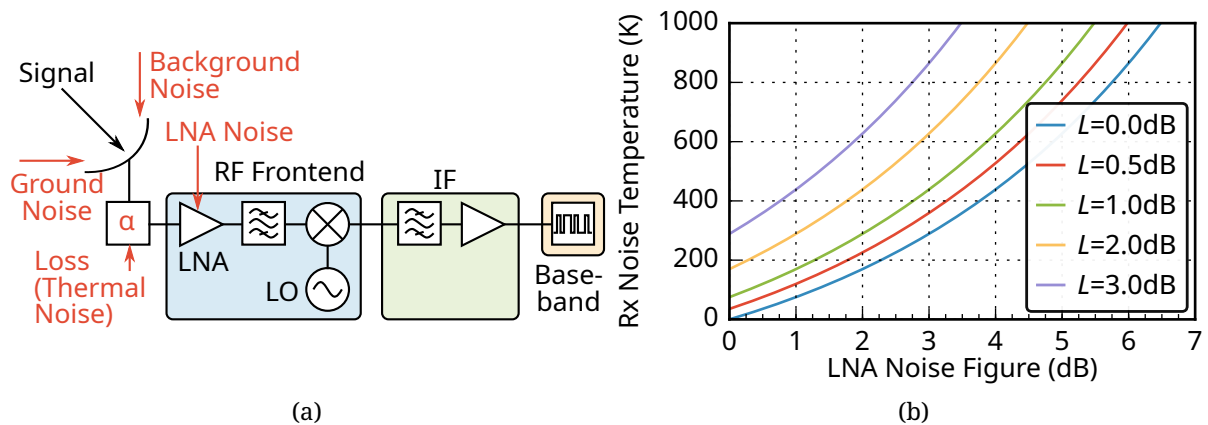 Signal
Background
Noise
LNA Noise
Ground
Noise
RF Frontend
IF
α
LNA
LO
Loss
(Thermal
Noise)
Base-
band
(a)
Rx Noise Temperature (K)
1000
800
600
400
200
0
0 1 2 3 4 5 6 7
LNA Noise Figure (dB)
L=0.0dB
L=0.5dB
L=1.0dB
L=2.0dB
L=3.0dB
(b)